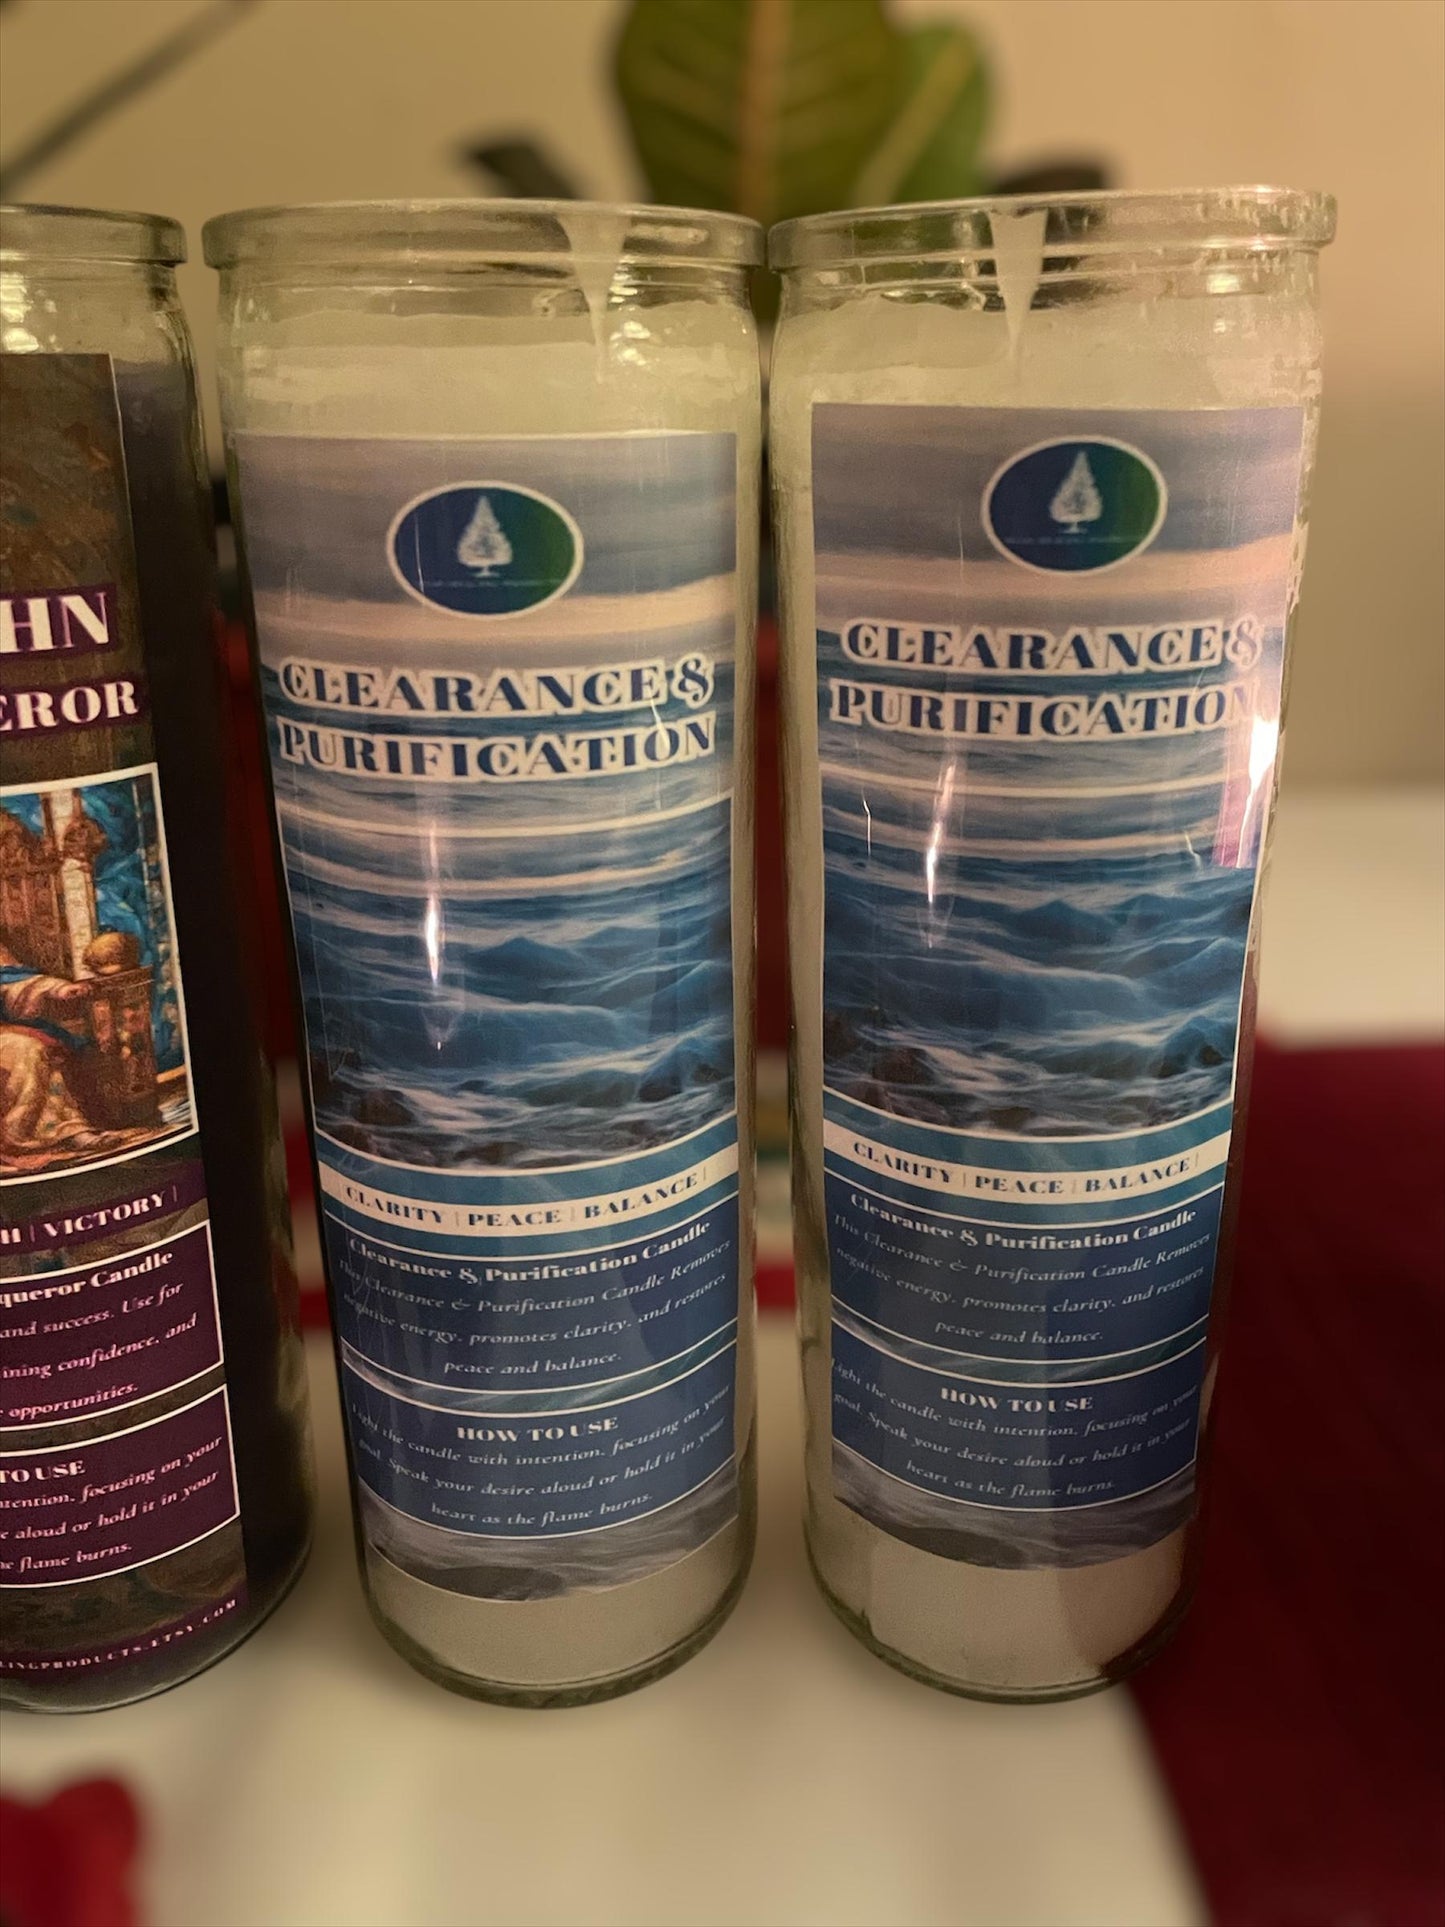 HN
EROR
H | VICTORY |
queror Candle
and success. Use for
ining confidence, and
opportunities.
TO USE
ntention, focusing on your
e aloud or hold it in your
he flame burns.
LINGPRODUCTS.ETSY.COM
CLEARANCE &
PURIFICATION
CLARITY | PEACE | BALANCE |
Clearance & Purification Candle
This Clearance & Purification Candle Removes
negative energy, promotes clarity, and restores
peace and balance.
HOW TO USE
Light the candle with intention, focusing on your
goal. Speak your desire aloud or hold it in your
heart as the flame burns.
CLEARANCE &
PURIFICATION
CLARITY | PEACE | BALANCE |
Clearance & Purification Candle
This Clearance & Purification Candle Removes
negative energy, promotes clarity, and restores
peace and balance.
HOW TO USE
Light the candle with intention, focusing on your
goal. Speak your desire aloud or hold it in your
heart as the flame burns.